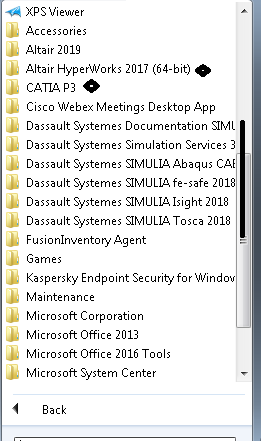 XPS Viewer
Accessories
Altair 2019
Altair HyperWorks 2017 (64-bit)
CATIA P3
Cisco Webex Meetings Desktop App
Dassault Systemes Documentation SIMU
Dassault Systemes Simulation Services 3
Dassault Systemes SIMULIA Abaqus CAE
Dassault Systemes SIMULIA fe-safe 2018
Dassault Systemes SIMULIA Isight 2018
Dassault Systemes SIMULIA Tosca 2018
FusionInventory Agent
Games
Kaspersky Endpoint Security for Window
Maintenance
Microsoft Corporation
Microsoft Office 2013
Microsoft Office 2016 Tools
Microsoft System Center
Back